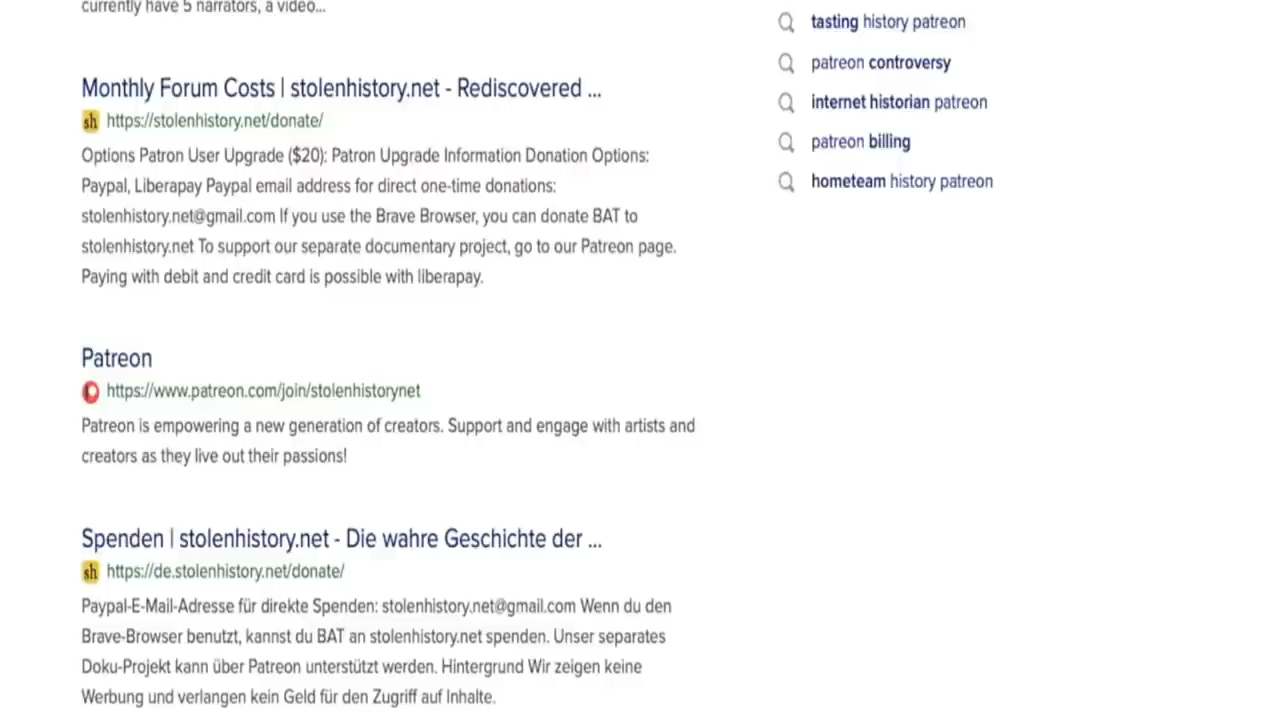 currently have 5 narrators, a video...
Monthly Forum Costs | stolenhistory.net - Rediscovered ...
sh https://stolenhistory.net/donate/
Options Patron User Upgrade ($20): Patron Upgrade Information Donation Options:
Paypal, Liberapay Paypal email address for direct one-time donations:
stolenhistory.net@gmail.com If you use the Brave Browser, you can donate BAT to
stolenhistory.net To support our separate documentary project, go to our Patreon page.
Paying with debit and credit card is possible with liberapay.
Patreon
https://www.patreon.com/join/stolenhistorynet
Patreon is empowering a new generation of creators. Support and engage with artists and
creators as they live out their passions!
Spenden | stolenhistory.net - Die wahre Geschichte der ...
sh https://de.stolenhistory.net/donate/
Paypal-E-Mail-Adresse für direkte Spenden: stolenhistory.net@gmail.com Wenn du den
Brave-Browser benutzt, kannst du BAT an stolenhistory.net spenden. Unser separates
Doku-Projekt kann über Patreon unterstützt werden. Hintergrund Wir zeigen keine
Werbung und verlangen kein Geld für den Zugriff auf Inhalte.
tasting history patreon
patreon controversy
internet historian patreon
patreon billing
hometeam history patreon